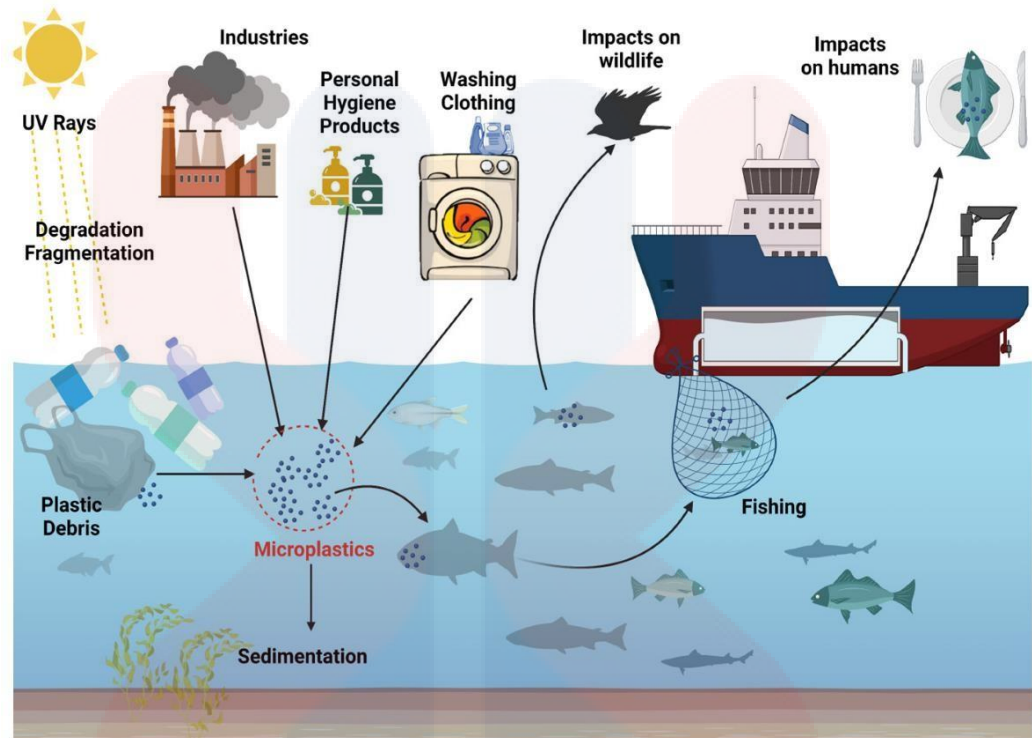 Industries
Personal
Hygiene
Products
Washing
Clothing
Impacts on
wildlife
Impacts
on humans
UV Rays
Degradation
Fragmentation
Plastic
Debris
Microplastics
Fishing
Sedimentation